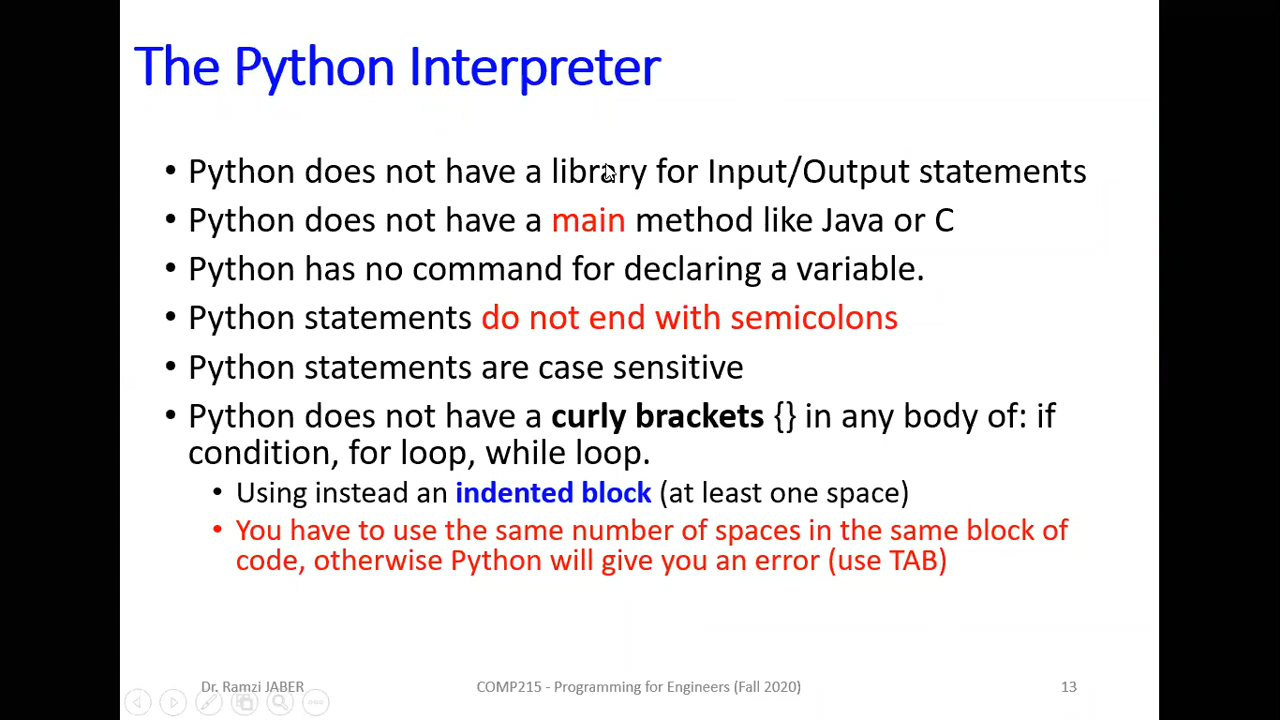 The Python Interpreter
• Python does not have a library for Input/Output statements
• Python does not have a main method like Java or C
• Python has no command for declaring a variable.
• Python statements do not end with semicolons
• Python statements are case sensitive
• Python does not have a curly brackets {} in any body of: if
condition, for loop, while loop.
• Using instead an indented block (at least one space)
• You have to use the same number of spaces in the same block of
code, otherwise Python will give you an error (use TAB)
Dr. Ramzi JABER
COMP215 - Programming for Engineers (Fall 2020)
13